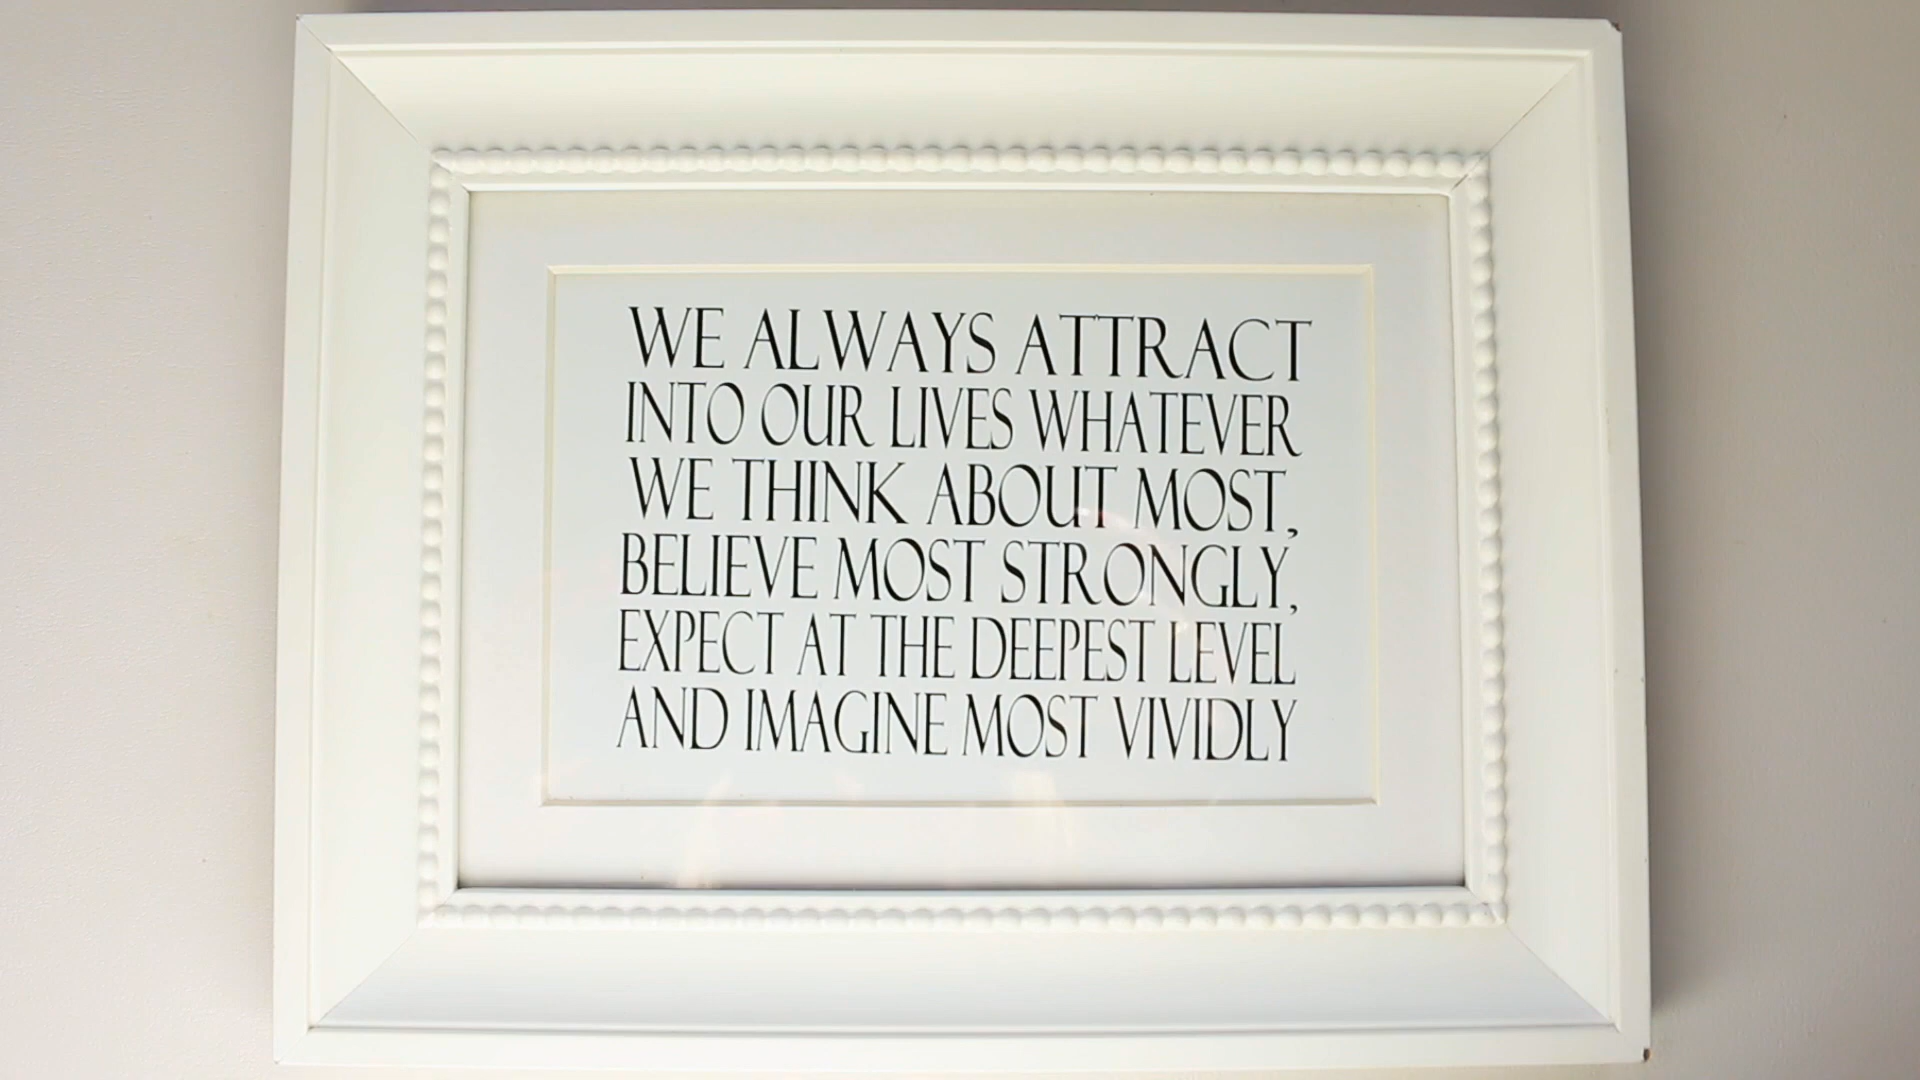 WE ALWAYS ATTRACT
INTO OUR LIVES WHATEVER
WE THINK ABOUT MOST,
BELIEVE MOST STRONGLY,
EXPECT AT THE DEEPEST LEVEL
AND IMAGINE MOST VIVIDLY